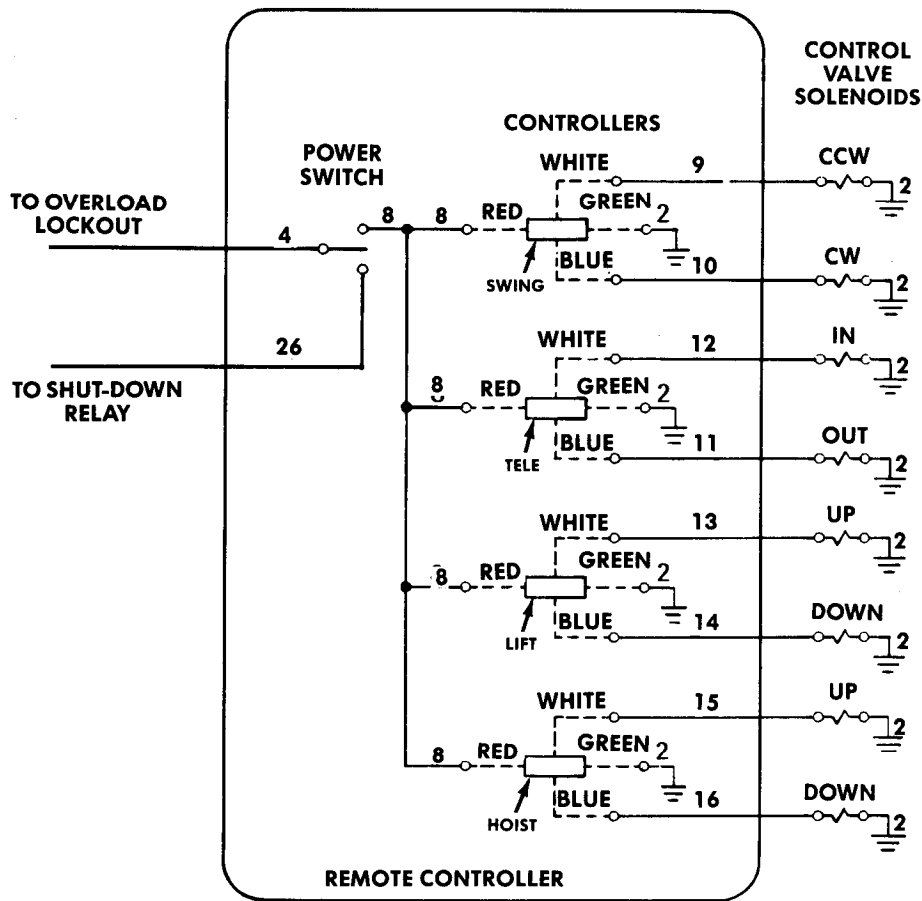 CONTROL
VALVE
SOLENOIDS
CONTROLLERS
POWER
SWITCH
WHITE 9 CCW 2
TO OVERLOAD
LOCKOUT
4
8 8 RED GREEN 2
SWING
BLUE 10 CW 2
26
TO SHUT-DOWN
RELAY
WHITE 12 IN 2
8 RED GREEN 2
TELE
BLUE 11 OUT 2
WHITE 13 UP 2
8 RED GREEN 2
LIFT
BLUE 14 DOWN 2
WHITE 15 UP 2
8 RED GREEN 2
HOIST
BLUE 16 DOWN 2
REMOTE CONTROLLER